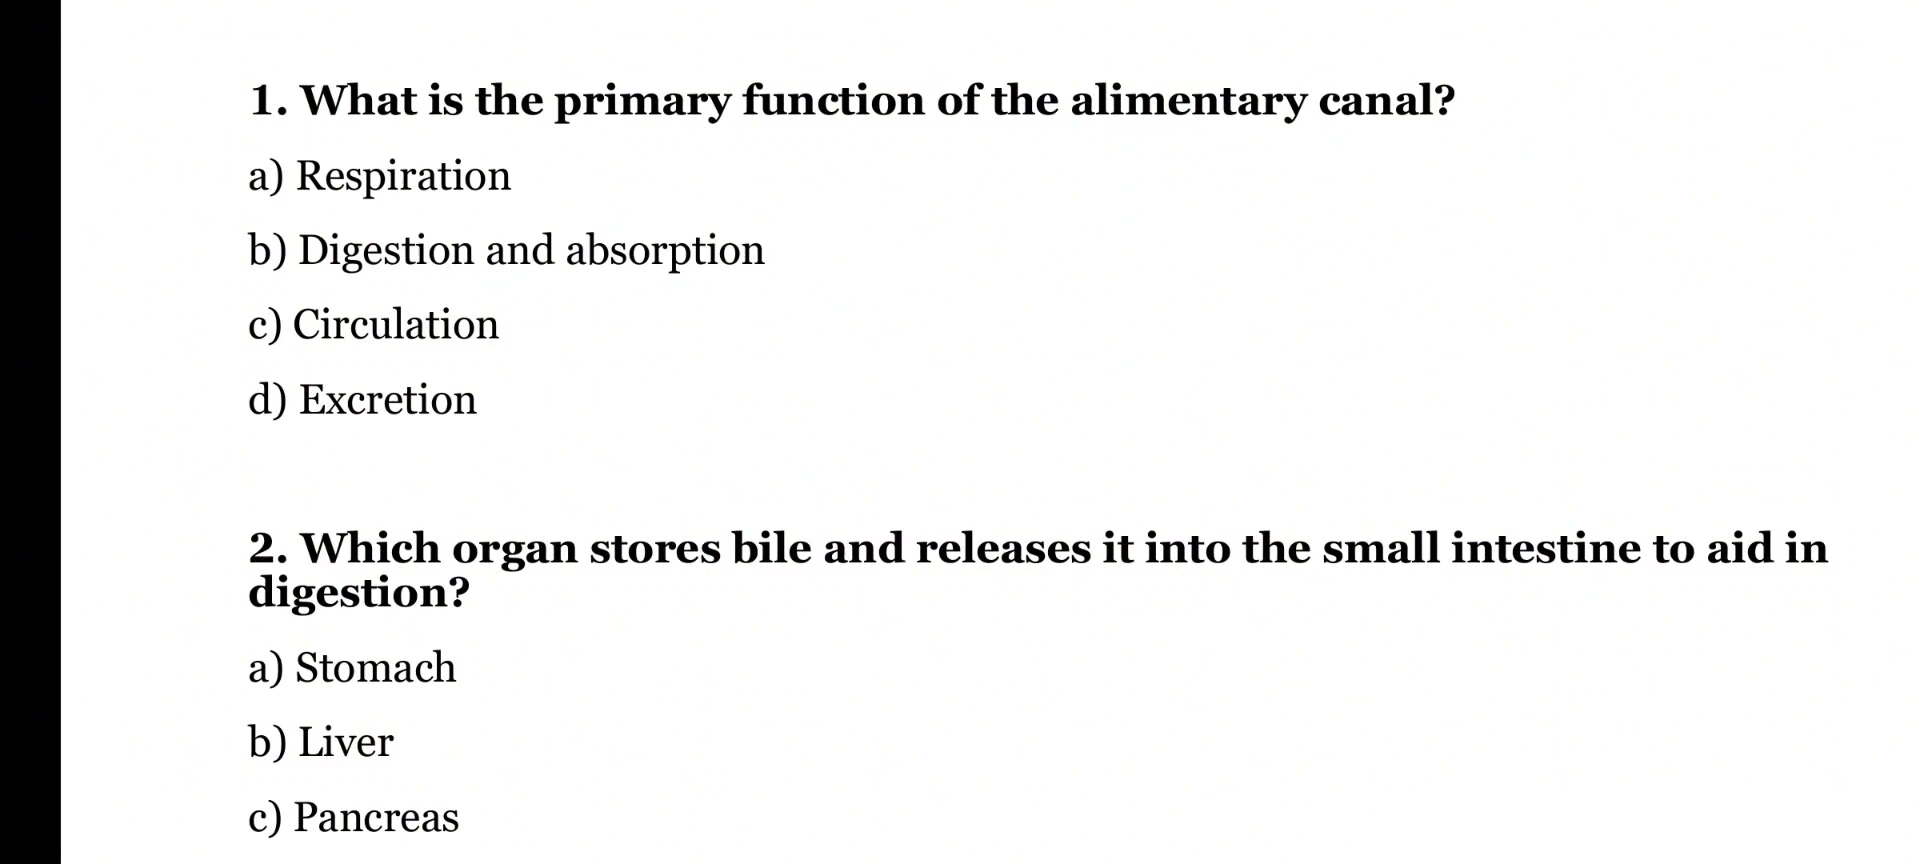 1. What is the primary function of the alimentary canal?
a) Respiration
b) Digestion and absorption
c) Circulation
d) Excretion
2. Which organ stores bile and releases it into the small intestine to aid in
digestion?
a) Stomach
b) Liver
c) Pancreas